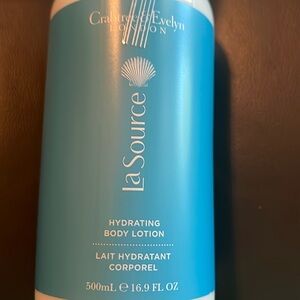 Crabtree & Evelyn
LONDON
La Source
HYDRATING
BODY LOTION
LAIT HYDRATANT
CORPOREL
500mL ℮ 16.9 FL OZ